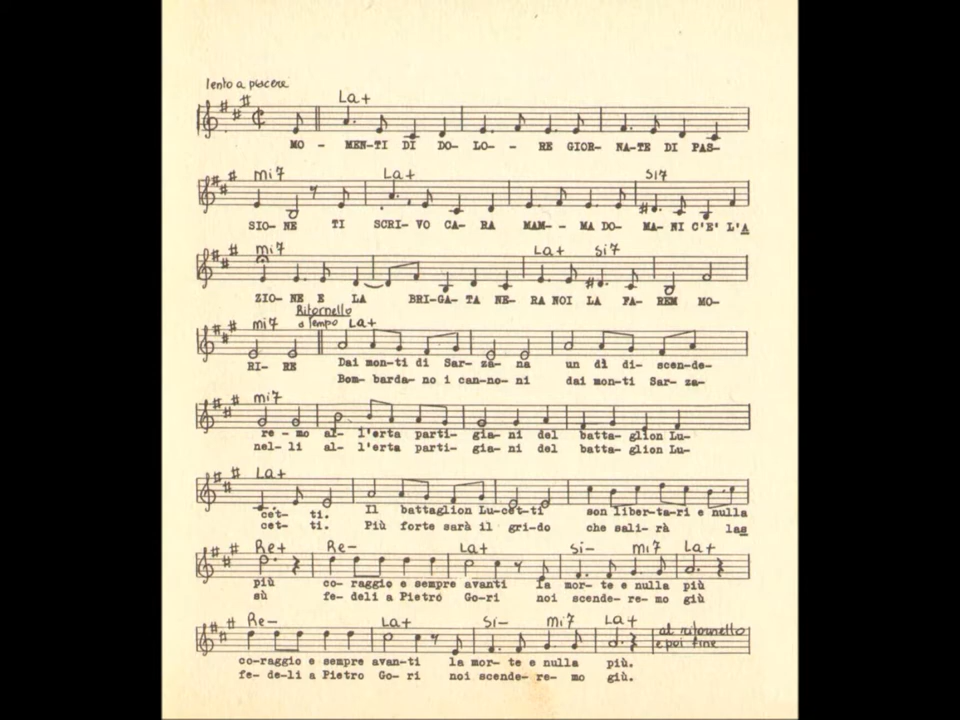 lento a piacere
La+
MO - MEN-TI DI DO-LO- - RE GIOR- NA-TE DI PAS-
mi7 La+ Si7
SIO- NE TI SCRI- VO CA- RA MAM- - MA DO- MA- NI C'E' L'A
mi7 La+ Si7
ZIO- NE E LA BRI-GA- TA NE- RA NOI LA FA- REM MO-
Ritornello
mi7 a Tempo La+
RI- RE Dai mon-ti di Sar- za- na un dì di- scen-de-
Bom- barda- no i can-no- ni dai mon-ti Sar- za-
mi7
re - mo al- l'erta parti- gia- ni del batta- glion Lu-
nel- li al- l'erta parti- gia- ni del batta- glion Lu-
La+
cet- ti. Il battaglion Lu-cet-ti son liber-ta-ri e nulla
cet- ti. Più forte sarà il gri-do che sali- rà las
Re+ Re- La+ Si- mi7 La+
più co- raggio e sempre avanti la mor- te e nulla più
sù fe- deli a Pietro Go-ri noi scende- re- mo giù
Re- La+ Si- mi7 La+ al ritornello
e poi fine
co-raggio e sempre avan-ti la mor- te e nulla più.
fe- de-li a Pietro Go- ri noi scende- re- mo giù.